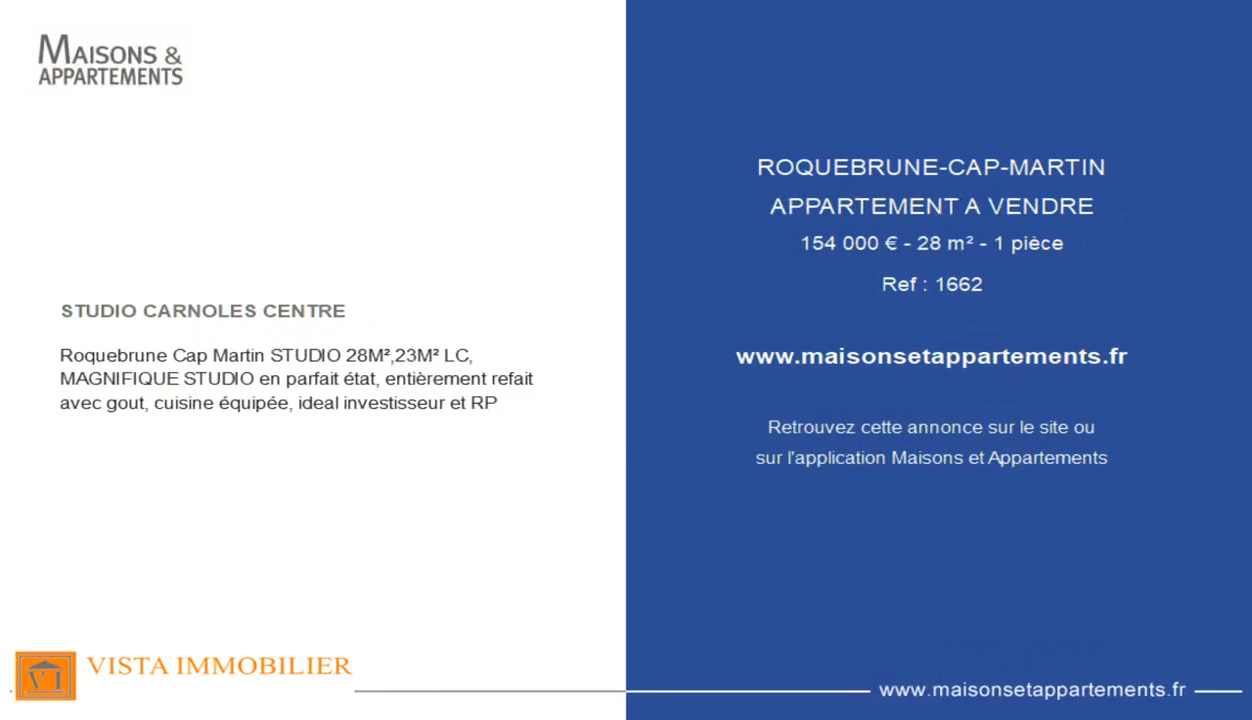 MAISONS &
APPARTEMENTS
STUDIO CARNOLES CENTRE
Roquebrune Cap Martin STUDIO 28M²,23M² LC,
MAGNIFIQUE STUDIO en parfait état, entièrement refait
avec gout, cuisine équipée, ideal investisseur et RP
VI
VISTA IMMOBILIER
ROQUEBRUNE-CAP-MARTIN
APPARTEMENT A VENDRE
154 000 € - 28 m² - 1 pièce
Ref : 1662
www.maisonsetappartements.fr
Retrouvez cette annonce sur le site ou
sur l'application Maisons et Appartements
www.maisonsetappartements.fr